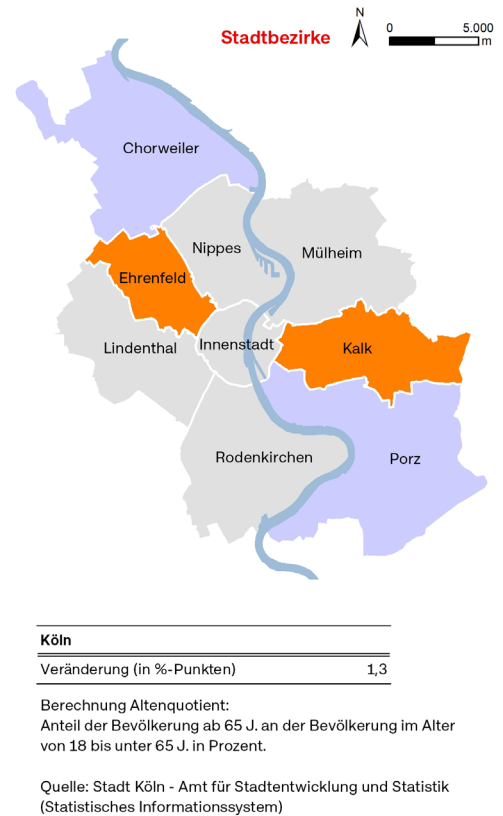 Stadtbezirke
N
0 5.000
m
Chorweiler
Nippes
Mülheim
Ehrenfeld
Lindenthal
Innenstadt
Kalk
Rodenkirchen
Porz
Köln
Veränderung (in %-Punkten) 1,3
Berechnung Altenquotient:
Anteil der Bevölkerung ab 65 J. an der Bevölkerung im Alter
von 18 bis unter 65 J. in Prozent.
Quelle: Stadt Köln - Amt für Stadtentwicklung und Statistik
(Statistisches Informationssystem)